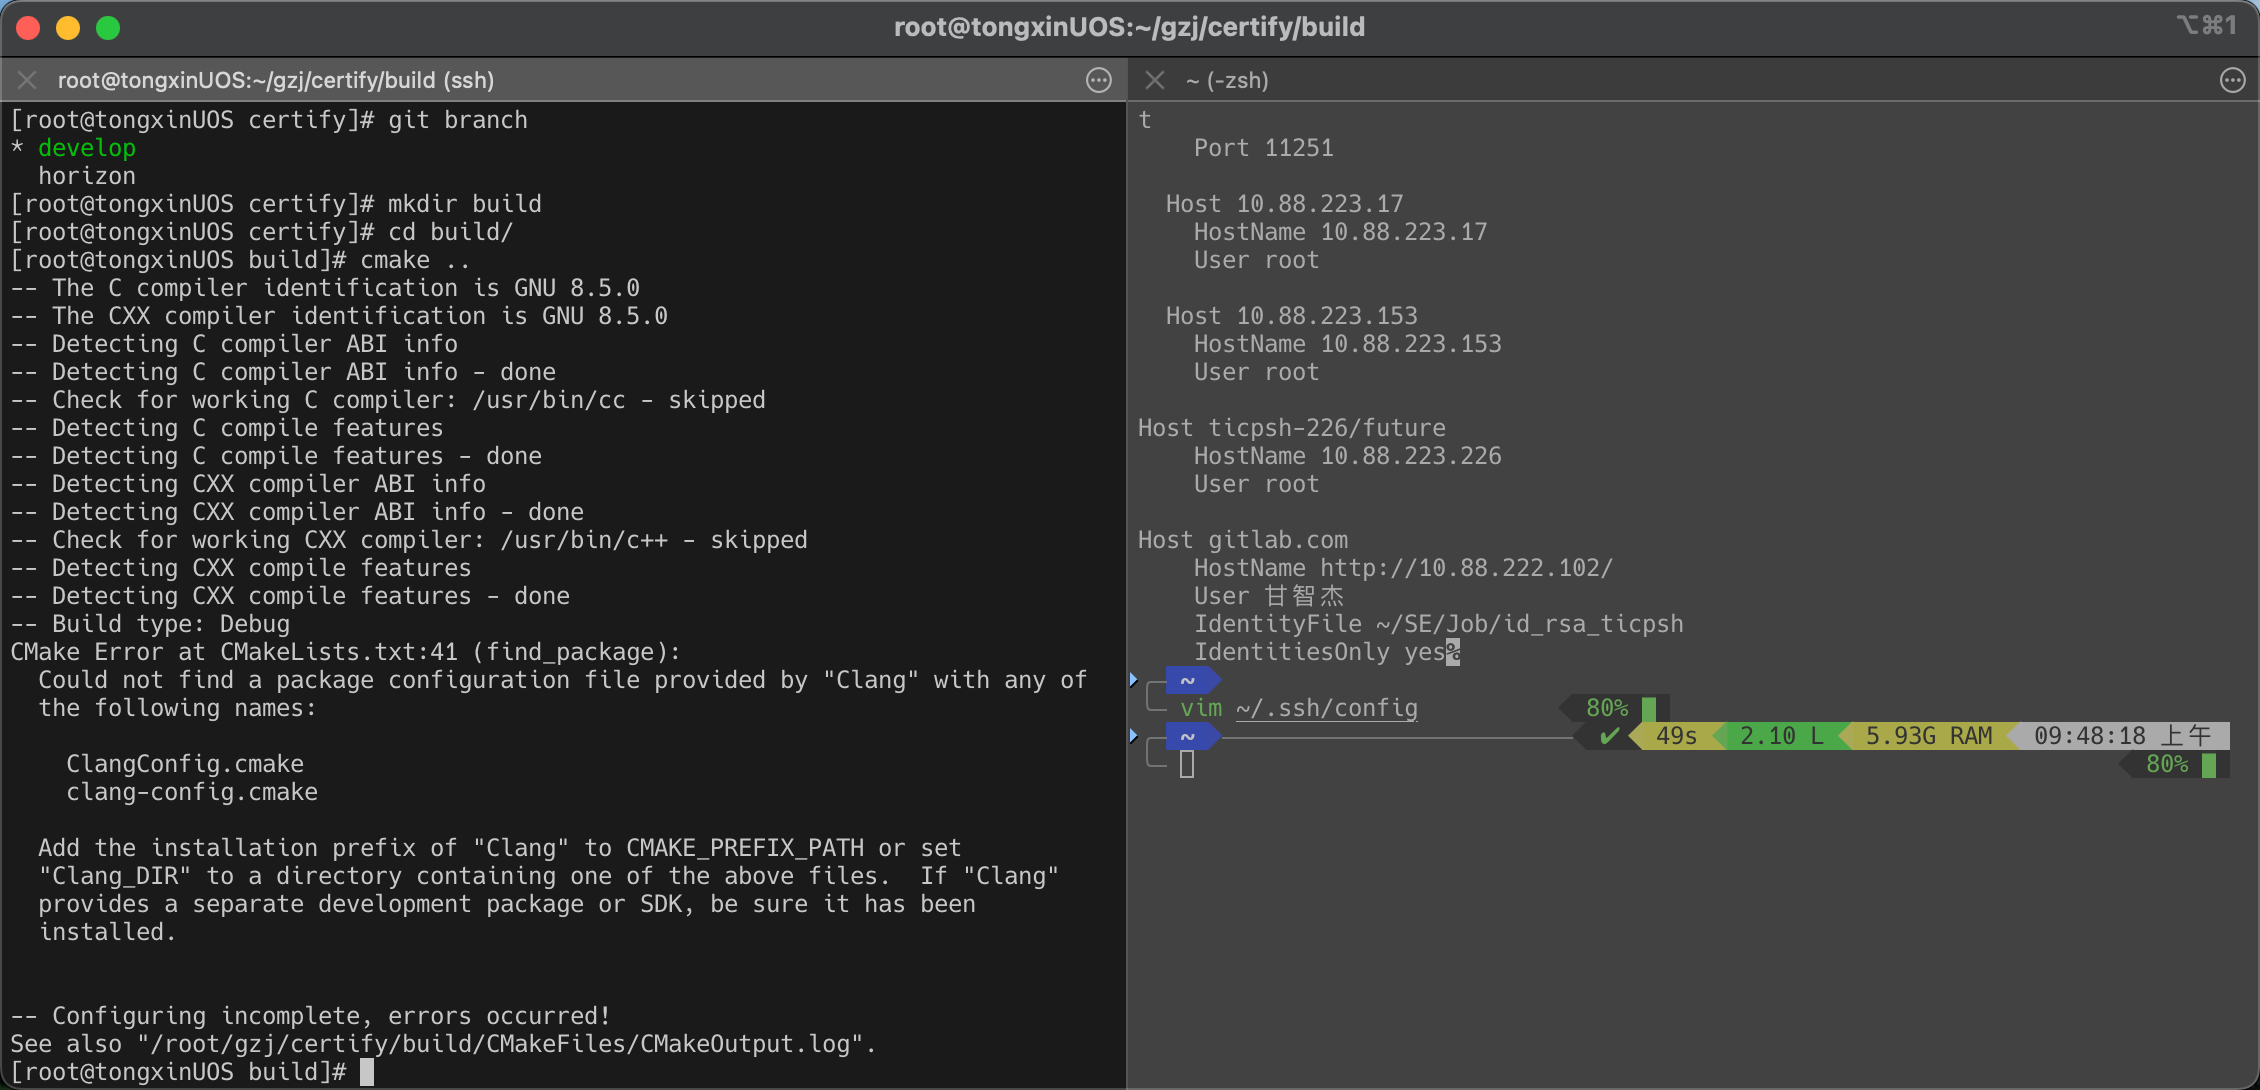 root@tongxinUOS:~/gzj/certify/build
⌥⌘1
root@tongxinUOS:~/gzj/certify/build (ssh)
[root@tongxinUOS certify]# git branch
* develop
  horizon
[root@tongxinUOS certify]# mkdir build
[root@tongxinUOS certify]# cd build/
[root@tongxinUOS build]# cmake ..
-- The C compiler identification is GNU 8.5.0
-- The CXX compiler identification is GNU 8.5.0
-- Detecting C compiler ABI info
-- Detecting C compiler ABI info - done
-- Check for working C compiler: /usr/bin/cc - skipped
-- Detecting C compile features
-- Detecting C compile features - done
-- Detecting CXX compiler ABI info
-- Detecting CXX compiler ABI info - done
-- Check for working CXX compiler: /usr/bin/c++ - skipped
-- Detecting CXX compile features
-- Detecting CXX compile features - done
-- Build type: Debug
CMake Error at CMakeLists.txt:41 (find_package):
  Could not find a package configuration file provided by "Clang" with any of
  the following names:

    ClangConfig.cmake
    clang-config.cmake

  Add the installation prefix of "Clang" to CMAKE_PREFIX_PATH or set
  "Clang_DIR" to a directory containing one of the above files.  If "Clang"
  provides a separate development package or SDK, be sure it has been
  installed.

-- Configuring incomplete, errors occurred!
See also "/root/gzj/certify/build/CMakeFiles/CMakeOutput.log".
[root@tongxinUOS build]#
~ (-zsh)
t
    Port 11251

  Host 10.88.223.17
    HostName 10.88.223.17
    User root

  Host 10.88.223.153
    HostName 10.88.223.153
    User root

Host ticpsh-226/future
    HostName 10.88.223.226
    User root

Host gitlab.com
    HostName http://10.88.222.102/
    User 甘智杰
    IdentityFile ~/SE/Job/id_rsa_ticpsh
    IdentitiesOnly yes%
~
vim ~/.ssh/config 80%
~ ✔ 49s 2.10 L 5.93G RAM 09:48:18 上午
80%